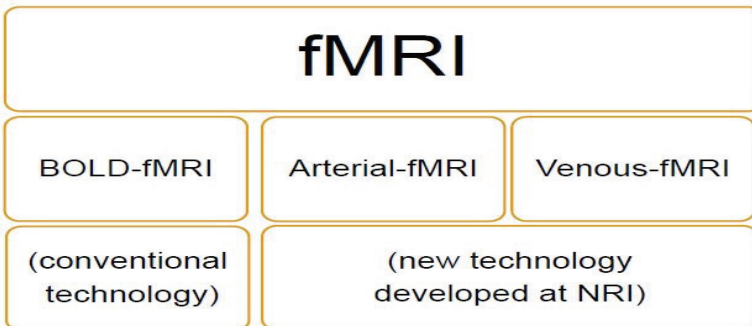 fMRI
BOLD-fMRI
Arterial-fMRI
Venous-fMRI
(conventional
technology)
(new technology
developed at NRI)